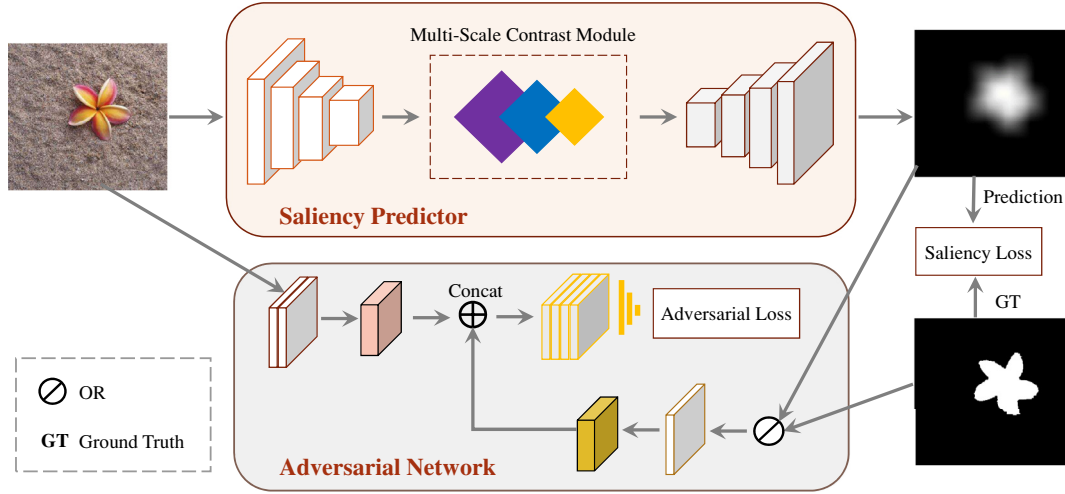 Multi-Scale Contrast Module
Saliency Predictor
Prediction
Saliency Loss
GT
Concat
Adversarial Loss
OR
GT Ground Truth
Adversarial Network